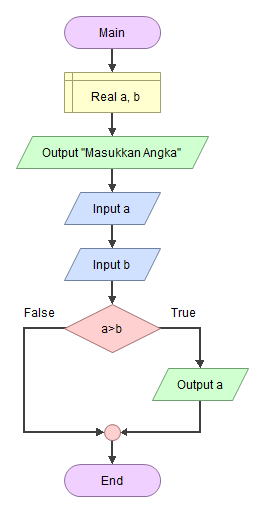 Main
Real a, b
Output "Masukkan Angka"
Input a
Input b
False
True
a>b
Output a
End